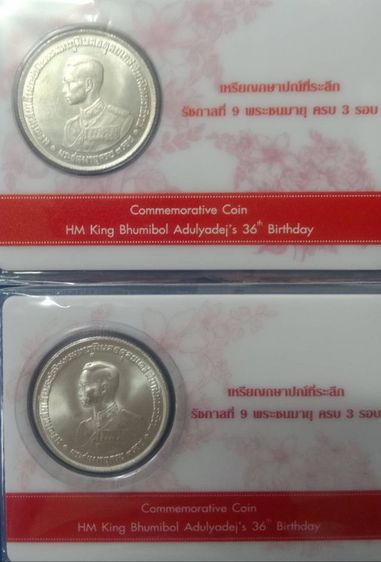 เหรียญกษาปณ์ที่ระลึก
รัชกาลที่ 9 พระชนมายุ ครบ 3 รอบ
Commemorative Coin
HM King Bhumibol Adulyadej's 36th Birthday
เหรียญกษาปณ์ที่ระลึก
รัชกาลที่ 9 พระชนมายุ ครบ 3 รอบ
Commemorative Coin
HM King Bhumibol Adulyadej's 36th Birthday